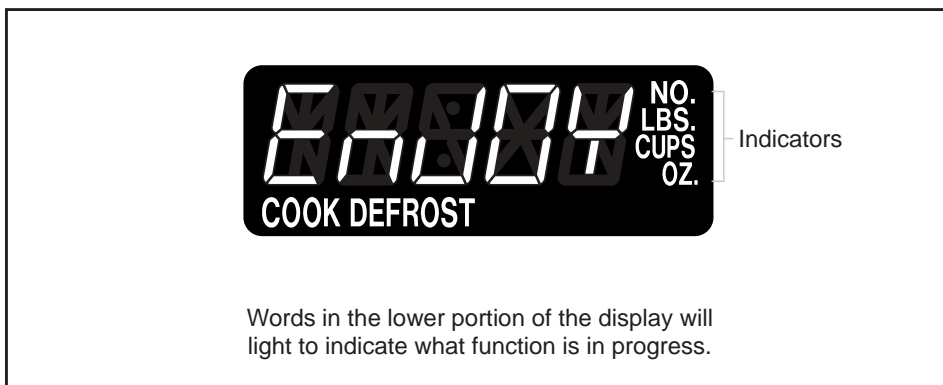 EnJOY
NO.
LBS.
CUPS
OZ.
Indicators
COOK DEFROST
Words in the lower portion of the display will
light to indicate what function is in progress.